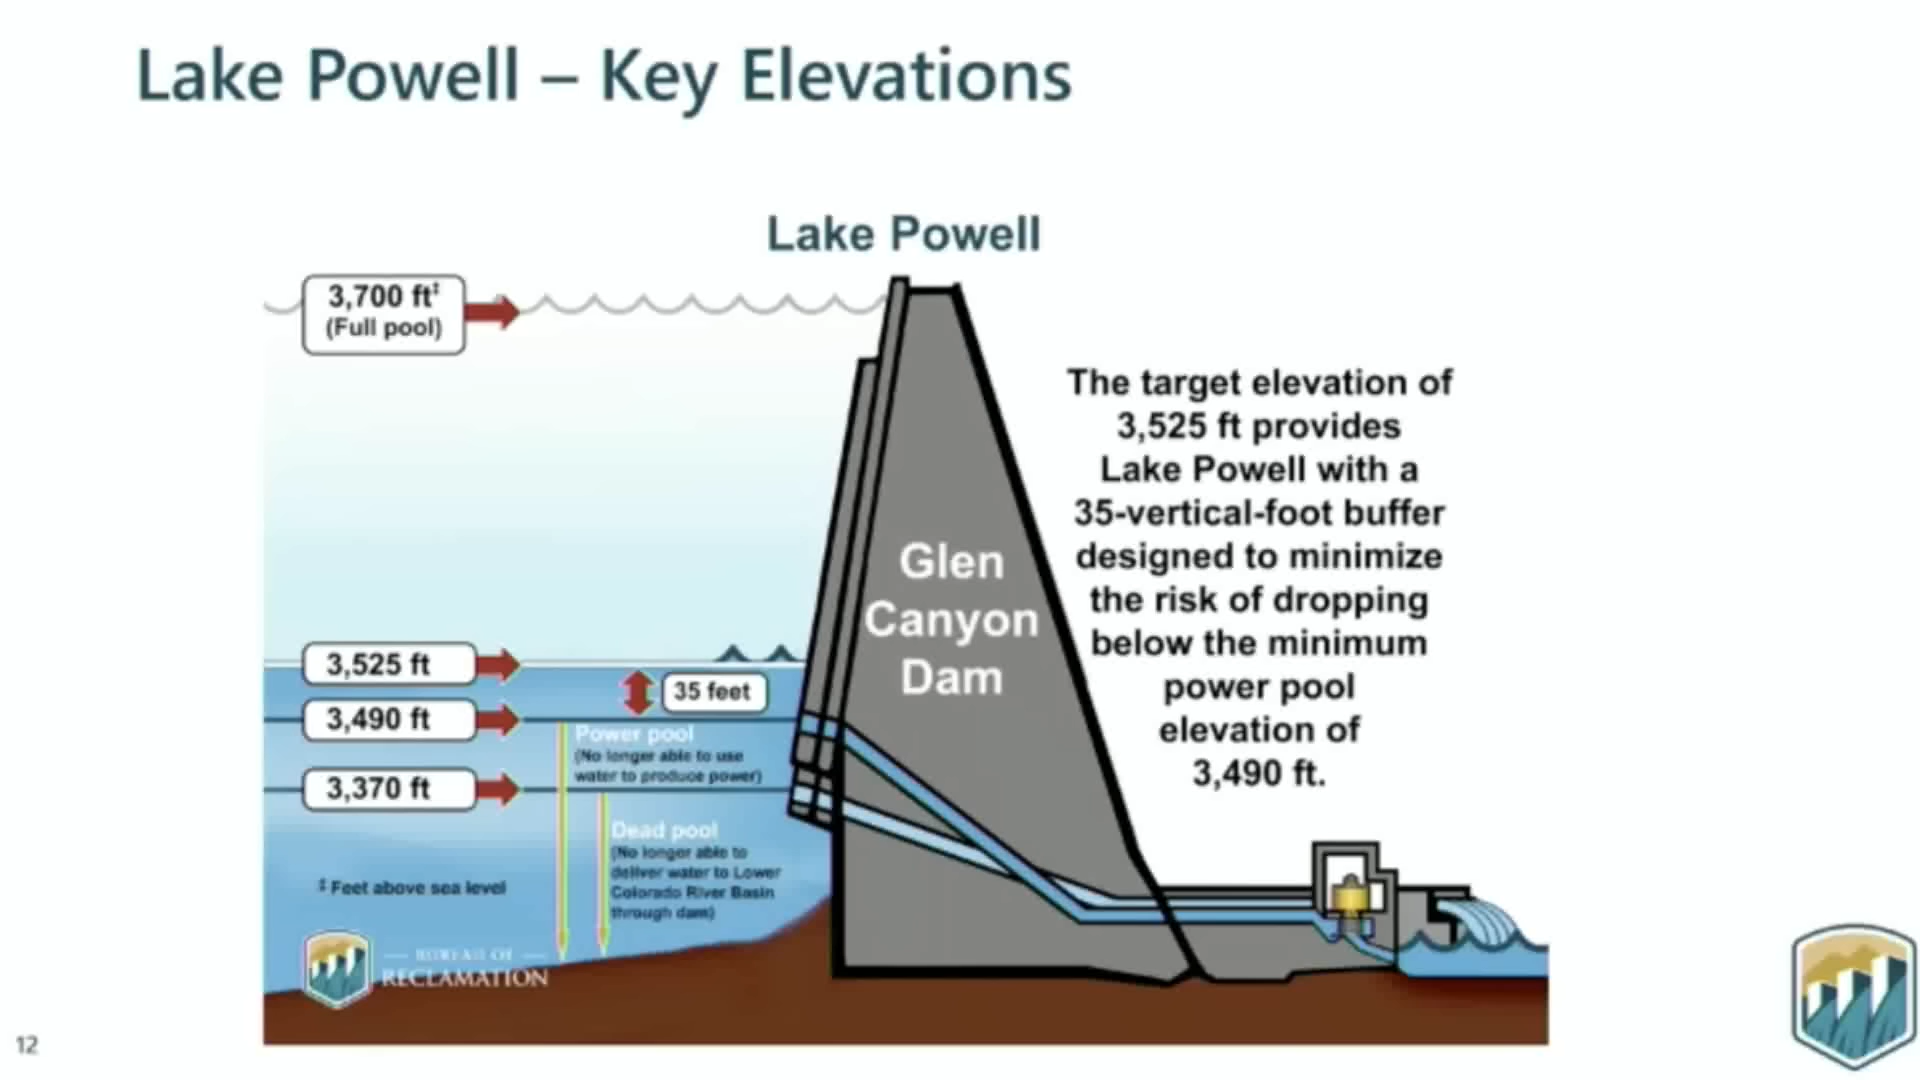 Lake Powell – Key Elevations
Lake Powell
3,700 ft‡
(Full pool)
The target elevation of
3,525 ft provides
Lake Powell with a
35-vertical-foot buffer
designed to minimize
the risk of dropping
below the minimum
power pool
elevation of
3,490 ft.
Glen
Canyon
Dam
3,525 ft
35 feet
3,490 ft
Power pool
(No longer able to use
water to produce power)
3,370 ft
Dead pool
(No longer able to
deliver water to Lower
Colorado River Basin
through dam)
‡ Feet above sea level
BUREAU OF
RECLAMATION
12